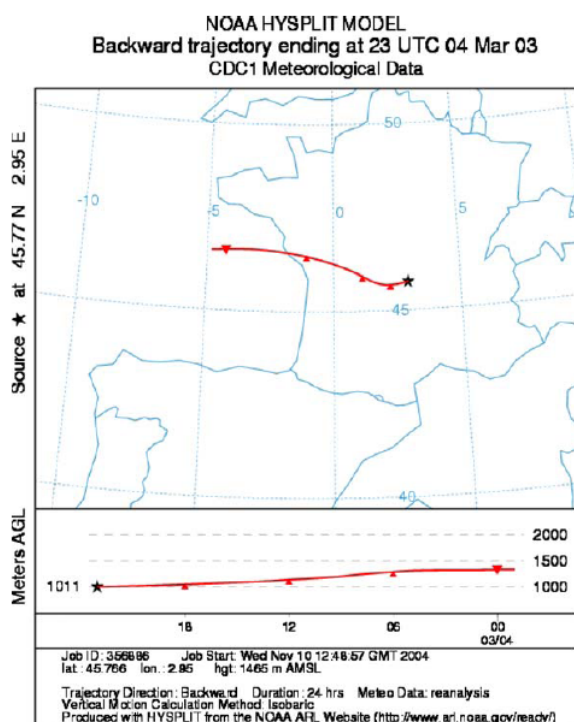 NOAA HYSPLIT MODEL
Backward trajectory ending at 23 UTC 04 Mar 03
CDC1 Meteorological Data
Source ★ at 45.77 N 2.95 E
-10
-5
0
5
50
45
40
Meters AGL
2000
1500
1011
1000
18
12
06
00
03/04
Job ID: 356686 Job Start: Wed Nov 10 12:48:57 GMT 2004
lat.: 45.766 lon.: 2.95 hgt: 1465 m AMSL
Trajectory Direction: Backward Duration: 24 hrs Meteo Data: reanalysis
Vertical Motion Calculation Method: Isobaric
Produced with HYSPLIT from the NOAA ARL Website (http://www.arl.noaa.gov/ready/)